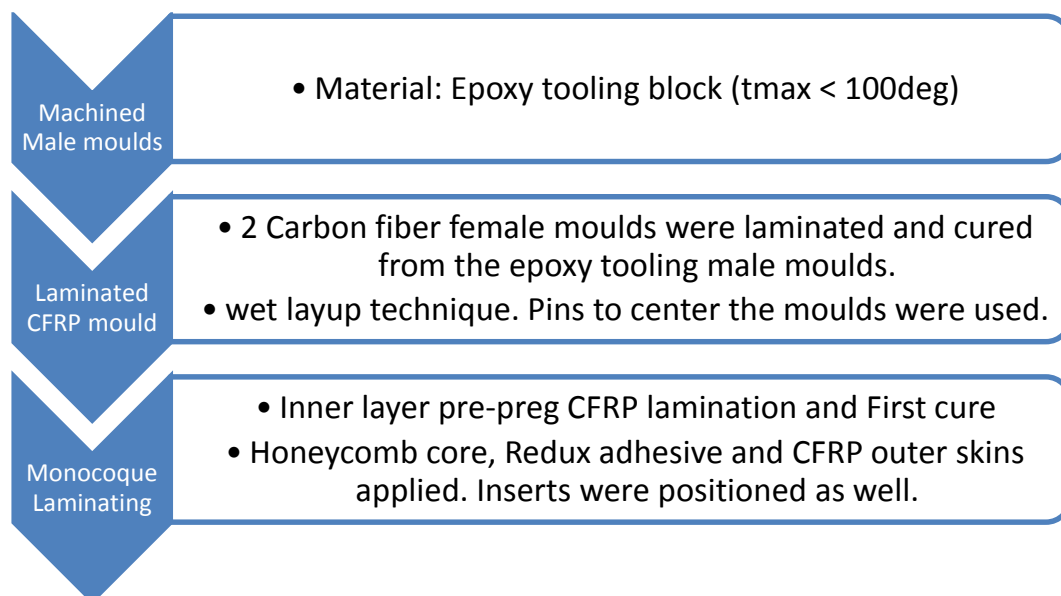 Machined
Male moulds
• Material: Epoxy tooling block (tmax < 100deg)
Laminated
CFRP mould
• 2 Carbon fiber female moulds were laminated and cured
from the epoxy tooling male moulds.
• wet layup technique. Pins to center the moulds were used.
Monocoque
Laminating
• Inner layer pre-preg CFRP lamination and First cure
• Honeycomb core, Redux adhesive and CFRP outer skins
applied. Inserts were positioned as well.